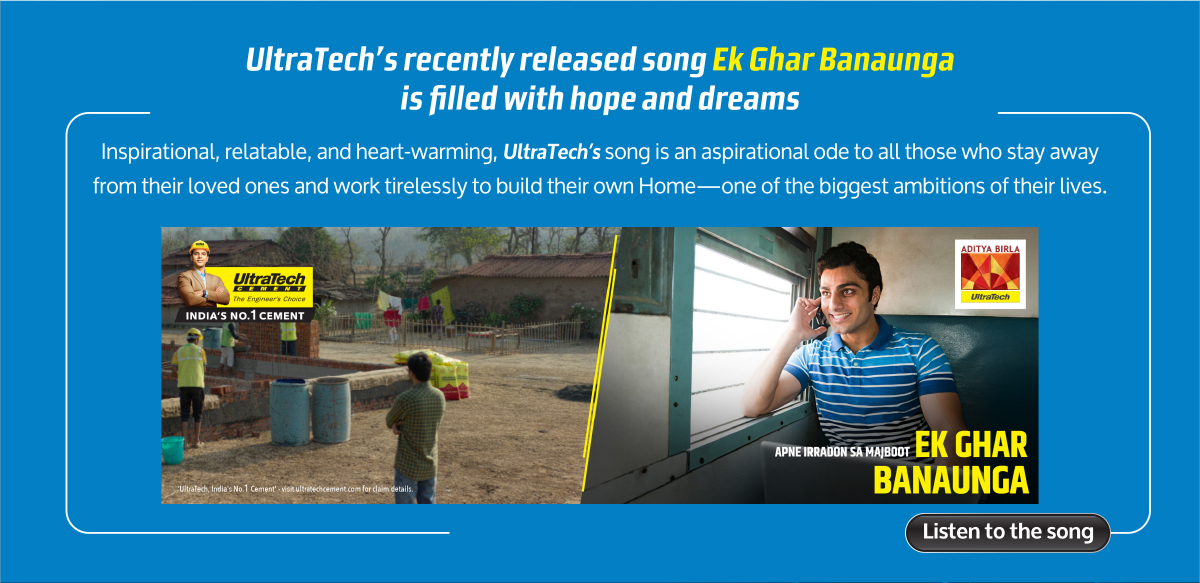 UltraTech's recently released song Ek Ghar Banaunga
is filled with hope and dreams
Inspirational, relatable, and heart-warming, UltraTech's song is an aspirational ode to all those who stay away
from their loved ones and work tirelessly to build their own Home—one of the biggest ambitions of their lives.
UltraTech
CEMENT
The Engineer's Choice
INDIA'S NO.1 CEMENT
ADITYA BIRLA
UltraTech
APNE IRRADON SA MAJBOOT EK GHAR
BANAUNGA
'UltraTech, India's No.1 Cement' - visit ultratechcement.com for claim details.
Listen to the song